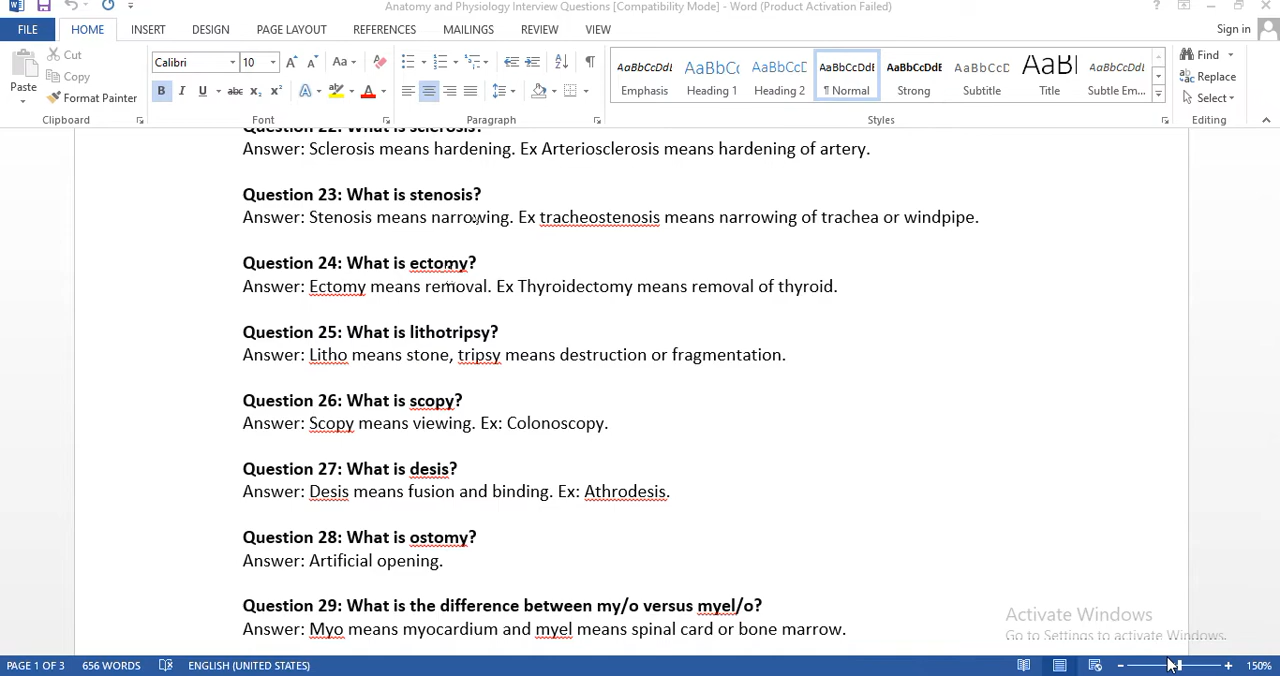 Anatomy and Physiology Interview Questions [Compatibility Mode] - Word (Product Activation Failed)
FILE HOME INSERT DESIGN PAGE LAYOUT REFERENCES MAILINGS REVIEW VIEW Sign in
Cut
Copy
Format Painter
Paste
Clipboard
Calibri 10
Font
Paragraph
AaBbCcDdI AaBbCc AaBbCcD AaBbCcDdE AaBbCcDdE AaBbCcD AaBl AaBbCcDdI
Emphasis Heading 1 Heading 2 ¶ Normal Strong Subtitle Title Subtle Em...
Styles
Find
Replace
Select
Editing
Question 22: What is sclerosis?
Answer: Sclerosis means hardening. Ex Arteriosclerosis means hardening of artery.
Question 23: What is stenosis?
Answer: Stenosis means narrowing. Ex tracheostenosis means narrowing of trachea or windpipe.
Question 24: What is ectomy?
Answer: Ectomy means removal. Ex Thyroidectomy means removal of thyroid.
Question 25: What is lithotripsy?
Answer: Litho means stone, tripsy means destruction or fragmentation.
Question 26: What is scopy?
Answer: Scopy means viewing. Ex: Colonoscopy.
Question 27: What is desis?
Answer: Desis means fusion and binding. Ex: Athrodesis.
Question 28: What is ostomy?
Answer: Artificial opening.
Question 29: What is the difference between my/o versus myel/o?
Answer: Myo means myocardium and myel means spinal card or bone marrow.
Activate Windows
Go to Settings to activate Windows.
PAGE 1 OF 3 656 WORDS ENGLISH (UNITED STATES) 150%